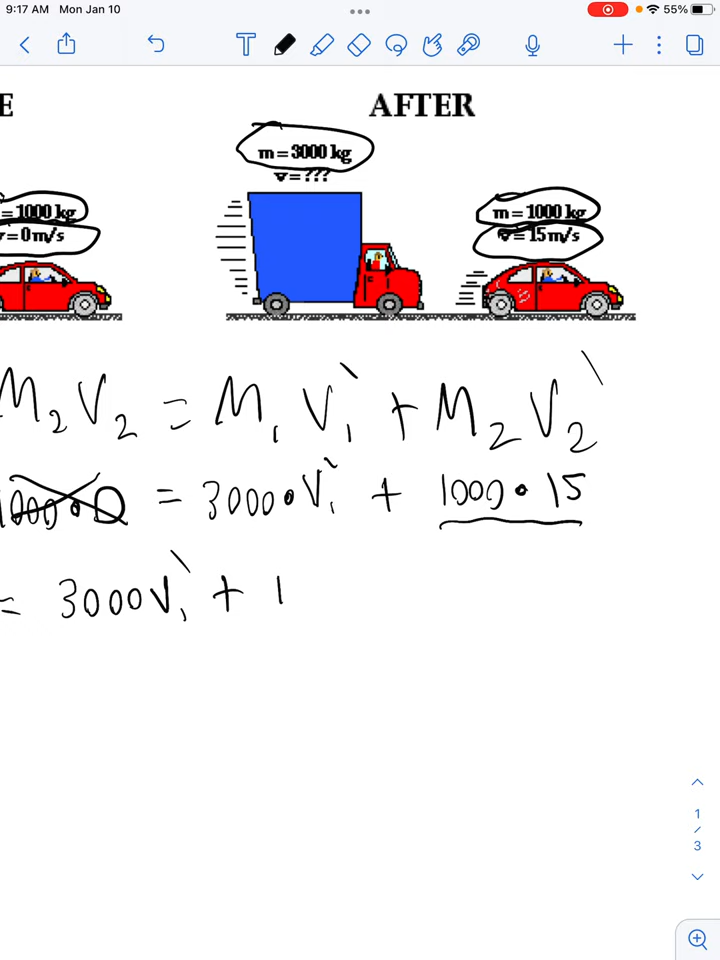 9:17 AM Mon Jan 10
55%
E AFTER
m = 3000 kg
v = ???
= 1000 kg
= 0 m/s
m = 1000 kg
v = 15 m/s
M₂V₂ = M₁V₁` + M₂V₂`
1000 • 0 = 3000 • V₁` + 1000 • 15
= 3000V₁` + 1
1/3